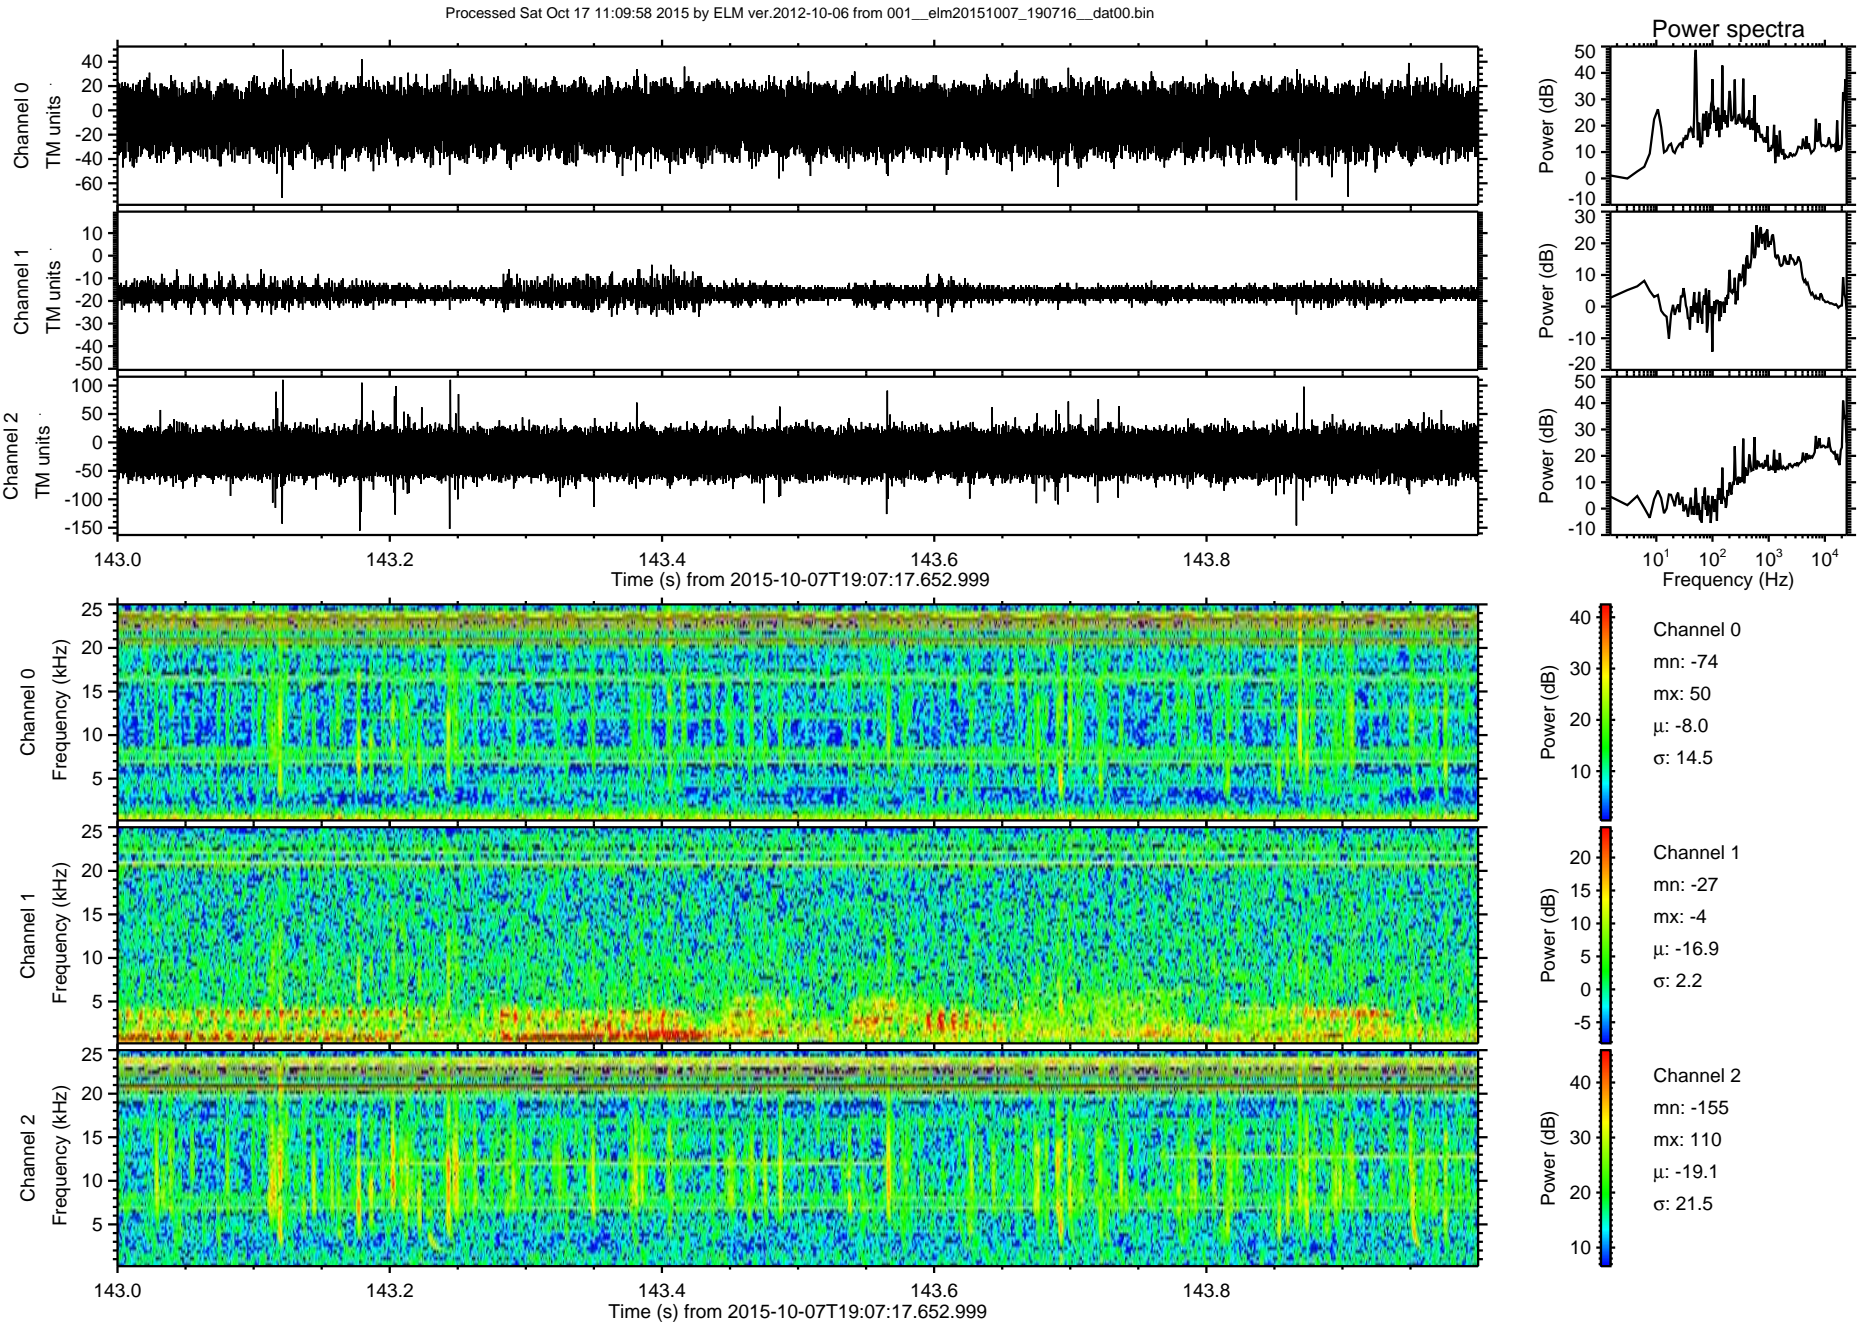 Processed Sat Oct 17 11:09:58 2015 by ELM ver.2012-10-06 from 001__elm20151007_190716__dat00.bin
Power spectra
Channel 0
TM units
40
20
0
-20
-40
-60
Power (dB)
50
40
30
20
10
0
-10
Channel 1
TM units
10
0
-10
-20
-30
-40
-50
Power (dB)
30
20
10
0
-10
-20
Channel 2
TM units
100
50
0
-50
-100
-150
Power (dB)
50
40
30
20
10
0
-10
143.0 143.2 143.4 143.6 143.8
Time (s) from 2015-10-07T19:07:17.652.999
10¹ 10² 10³ 10⁴
Frequency (Hz)
Channel 0
Frequency (kHz)
25
20
15
10
5
Power (dB)
40
30
20
10
Channel 0
mn: -74
mx: 50
μ: -8.0
σ: 14.5
Channel 1
Frequency (kHz)
25
20
15
10
5
Power (dB)
20
15
10
5
0
-5
Channel 1
mn: -27
mx: -4
μ: -16.9
σ: 2.2
Channel 2
Frequency (kHz)
25
20
15
10
5
Power (dB)
40
30
20
10
Channel 2
mn: -155
mx: 110
μ: -19.1
σ: 21.5
143.0 143.2 143.4 143.6 143.8
Time (s) from 2015-10-07T19:07:17.652.999